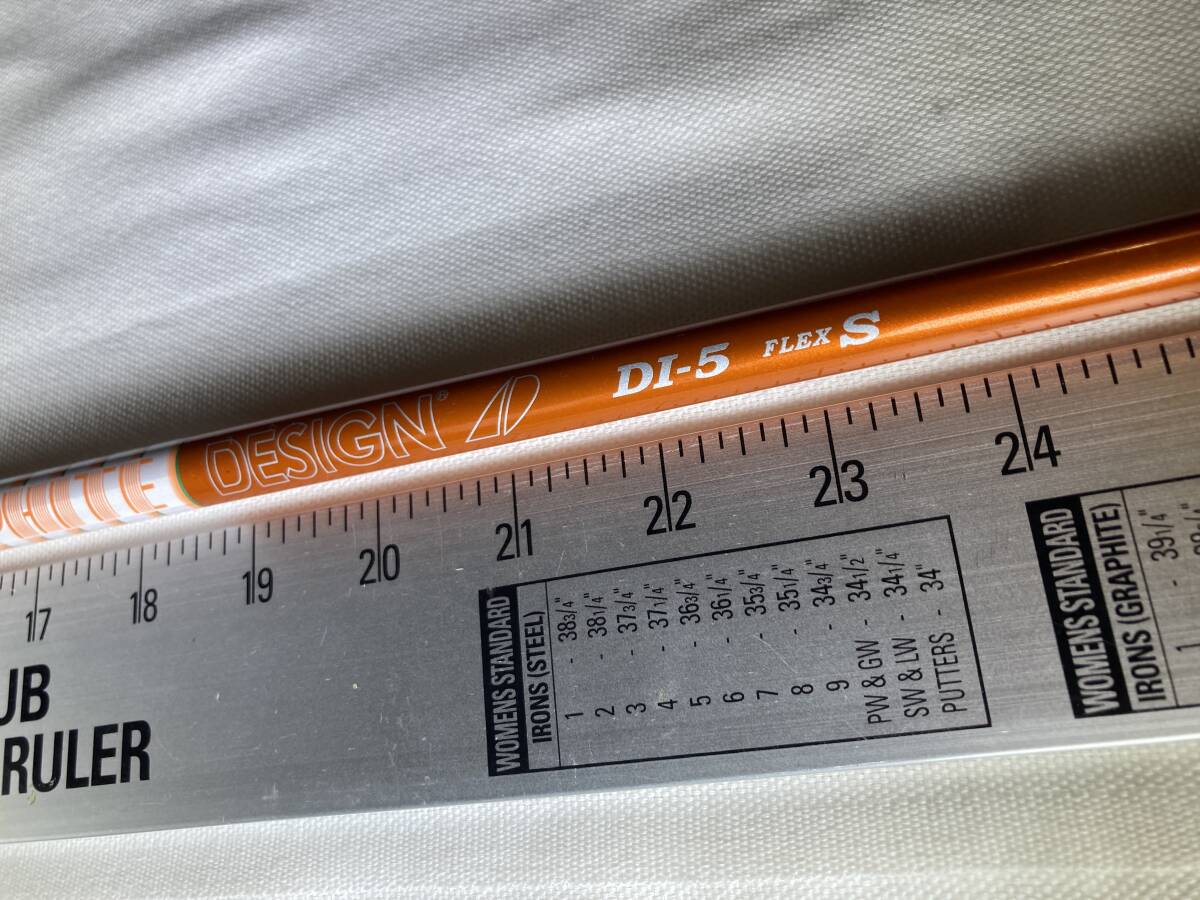 DESIGN® DI-5 FLEX S
17 18 19 20 21 22 23 24
RULER
WOMENS STANDARD
IRONS (STEEL)
1 - 38 3/4"
2 - 38 1/4"
3 - 37 3/4"
4 - 37 1/4"
5 - 36 3/4"
6 - 36 1/4"
7 - 35 3/4"
8 - 35 1/4"
9 - 34 3/4"
PW & GW - 34 1/2"
SW & LW - 34 1/4"
PUTTERS - 34"
WOMENS STANDARD
IRONS (GRAPHITE)
1 - 39 1/4"